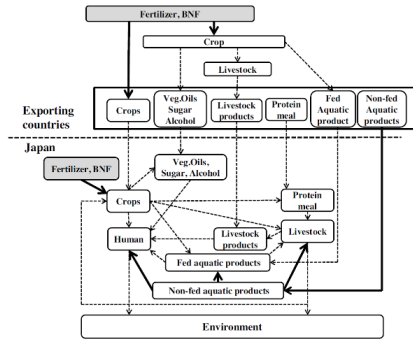 Fertilizer, BNF
Crop
Livestock
Exporting
countries
Crops
Veg.Oils
Sugar
Alcohol
Livestock
products
Protein
meal
Fed
Aquatic
product
Non-fed
aquatic
products
Japan
Fertilizer, BNF
Veg.Oils,
Sugar, Alcohol
Crops
Protein
meal
Human
Livestock
products
Livestock
Fed aquatic products
Non-fed aquatic products
Environment